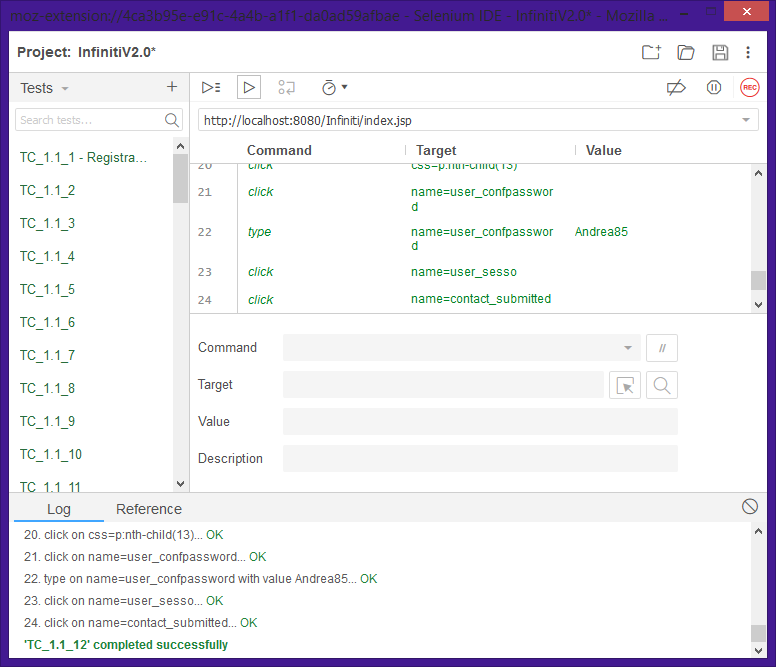 moz-extension://4ca3b95e-e91c-4a4b-a1f1-da0ad59afbae - Selenium IDE - InfinitiV2.0* - Mozilla ...
Project: InfinitiV2.0*
Tests
+
REC
Search tests...
http://localhost:8080/Infiniti/index.jsp
Command Target Value
TC_1.1_1 - Registra...
TC_1.1_2
TC_1.1_3
TC_1.1_4
TC_1.1_5
TC_1.1_6
TC_1.1_7
TC_1.1_8
TC_1.1_9
TC_1.1_10
TC_1.1_11
20 click css=p:nth-child(13)
21 click name=user_confpasswor
d
22 type name=user_confpasswor Andrea85
d
23 click name=user_sesso
24 click name=contact_submitted
Command //
Target
Value
Description
Log Reference
20. click on css=p:nth-child(13)... OK
21. click on name=user_confpassword... OK
22. type on name=user_confpassword with value Andrea85... OK
23. click on name=user_sesso... OK
24. click on name=contact_submitted... OK
'TC_1.1_12' completed successfully